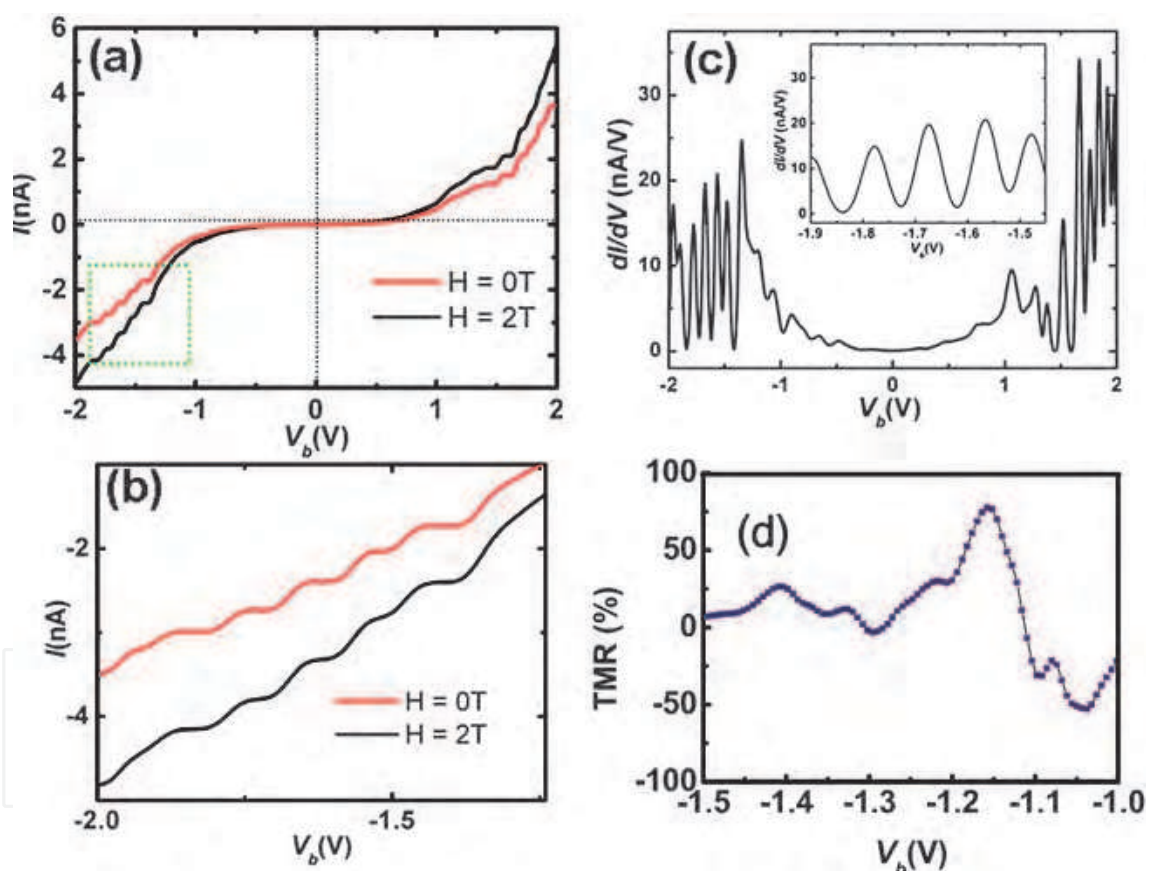 (a)
6
4
2
0
-2
-4
I(nA)
H = 0T
H = 2T
-2 -1 0 1 2
V_b(V)
(c)
30
20
10
0
dI/dV (nA/V)
30
20
10
0
dI/dV (nA/V)
-1.9 -1.8 -1.7 -1.6 -1.5
V_b(V)
-2 -1 0 1 2
V_b(V)
(b)
-2
-4
I(nA)
H = 0T
H = 2T
-2.0 -1.5
V_b(V)
(d)
100
50
0
-50
-100
TMR (%)
-1.5 -1.4 -1.3 -1.2 -1.1 -1.0
V_b(V)